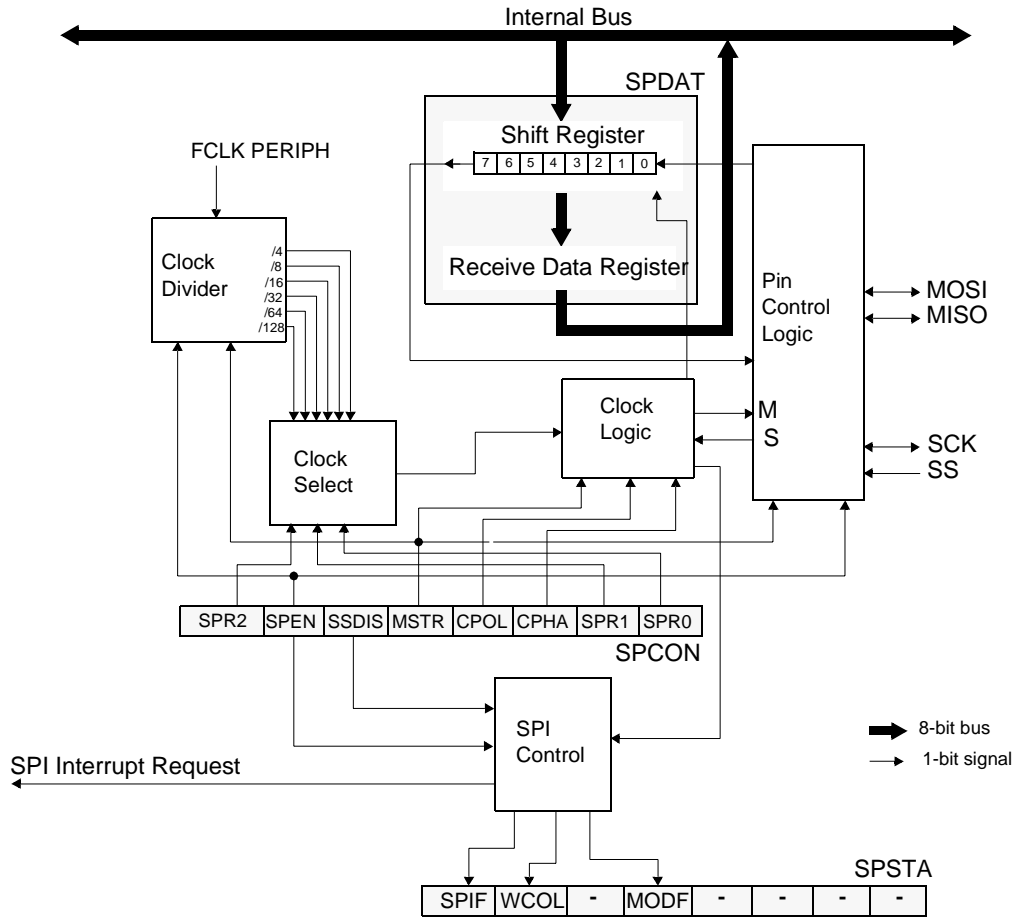 Internal Bus
SPDAT
Shift Register
7 6 5 4 3 2 1 0
FCLK PERIPH
Clock
Divider
/4
/8
/16
/32
/64
/128
Receive Data Register
Pin
Control
Logic
MOSI
MISO
Clock
Logic
M
S
SCK
SS
Clock
Select
SPR2 SPEN SSDIS MSTR CPOL CPHA SPR1 SPR0
SPCON
SPI
Control
8-bit bus
1-bit signal
SPI Interrupt Request
SPSTA
SPIF WCOL - MODF - - - -